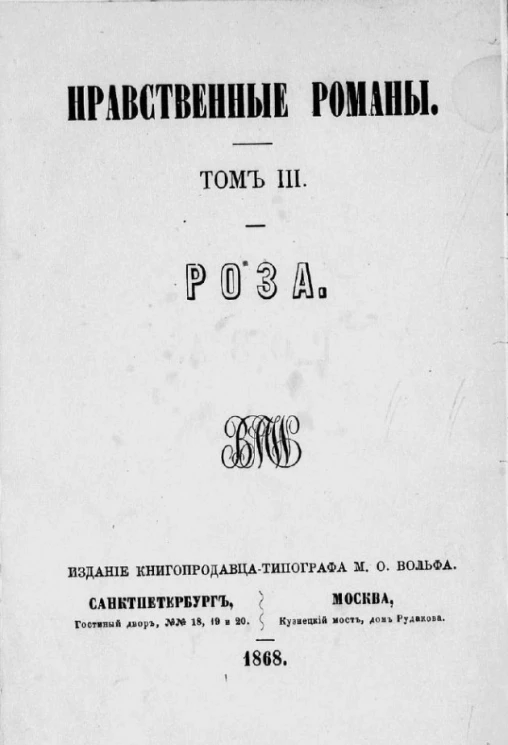 НРАВСТВЕННЫЕ РОМАНЫ.
ТОМЪ III.
РОЗА.
ИЗДАНІЕ КНИГОПРОДАВЦА-ТИПОГРАФА М. О. ВОЛЬФА.
САНКТПЕТЕРБУРГЪ,
Гостиный дворъ, №№ 18, 19 и 20.
МОСКВА,
Кузнецкій мостъ, домъ Рудакова.
1868.